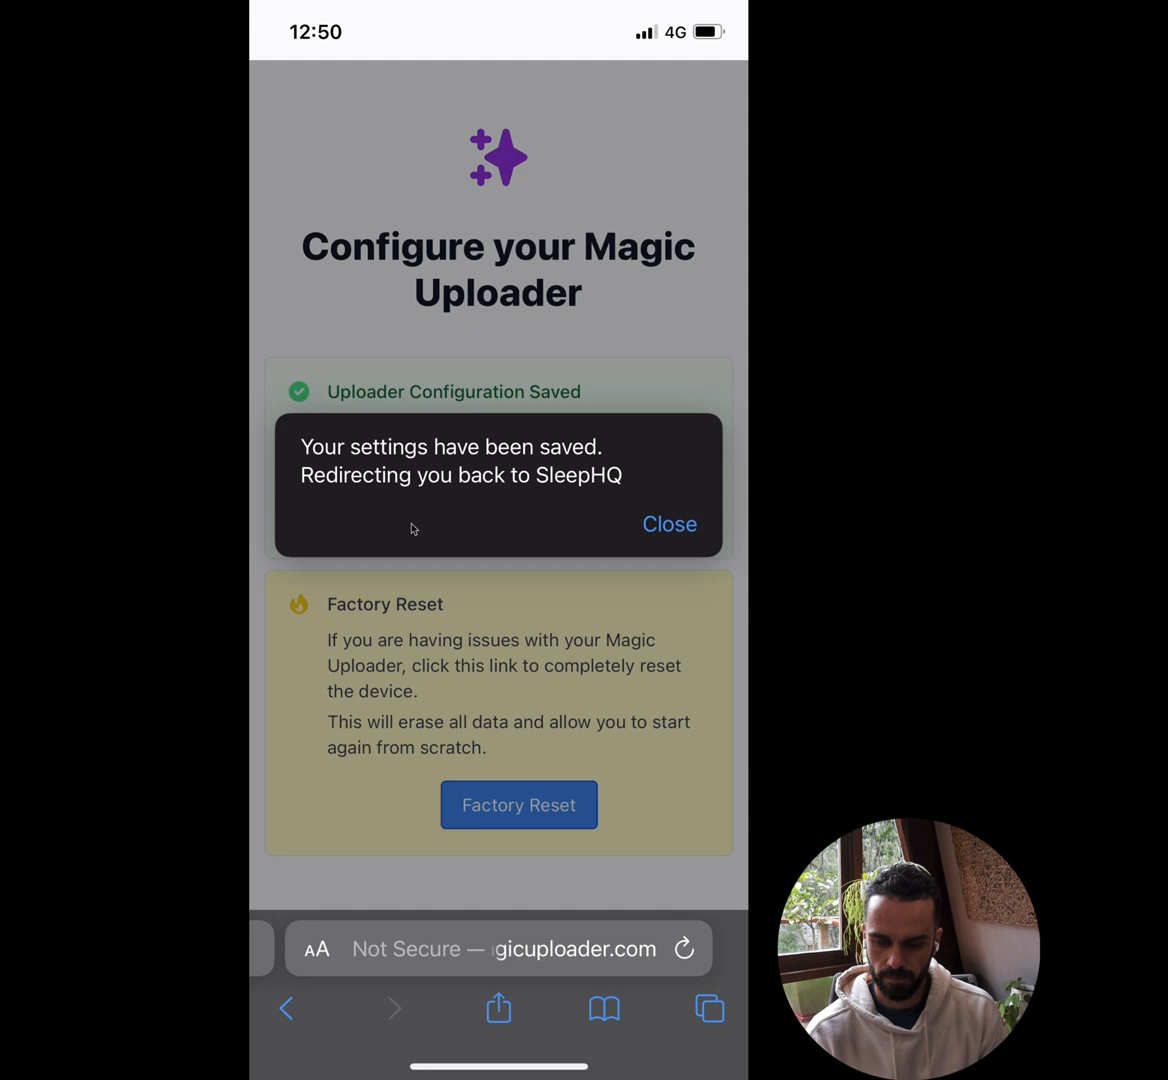 12:50
4G
Configure your Magic
Uploader
Uploader Configuration Saved
Your settings have been saved.
Redirecting you back to SleepHQ
Close
Factory Reset
If you are having issues with your Magic
Uploader, click this link to completely reset
the device.
This will erase all data and allow you to start
again from scratch.
Factory Reset
AA Not Secure — gicuploader.com